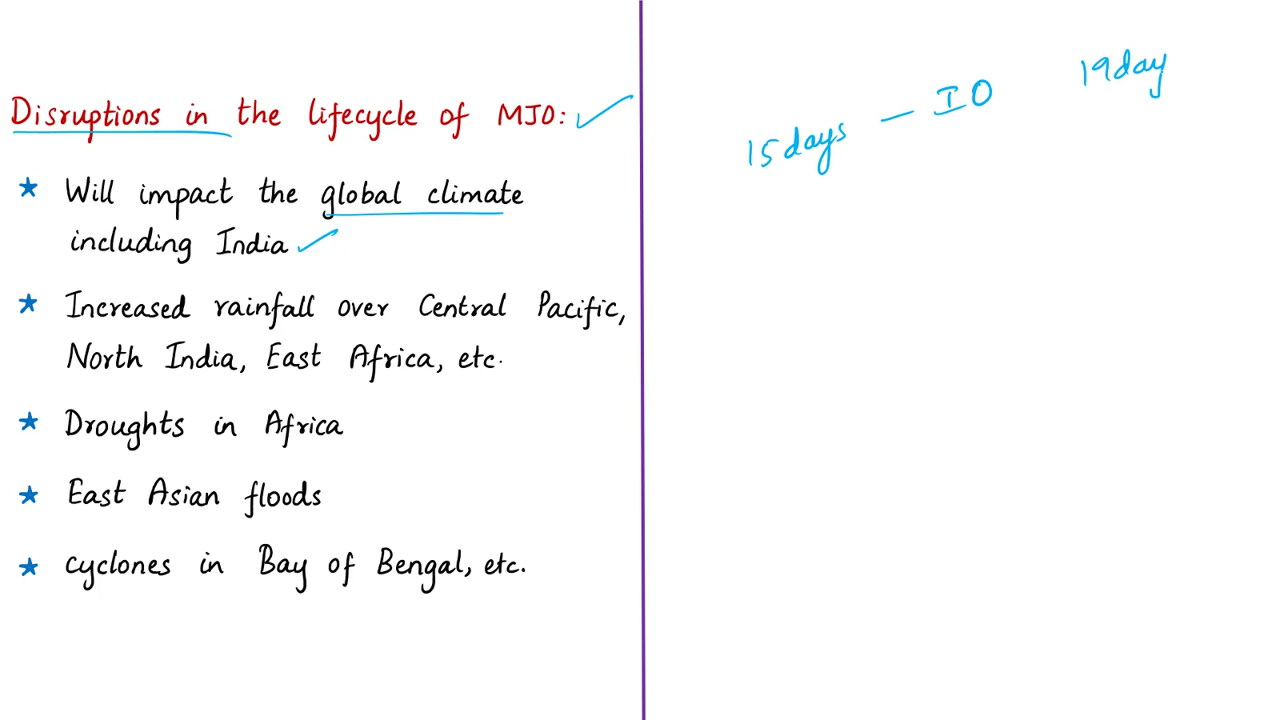 Disruptions in the lifecycle of MJO:
Will impact the global climate
including India
Increased rainfall over Central Pacific,
North India, East Africa, etc.
Droughts in Africa
East Asian floods
cyclones in Bay of Bengal, etc.
15days — IO
19day